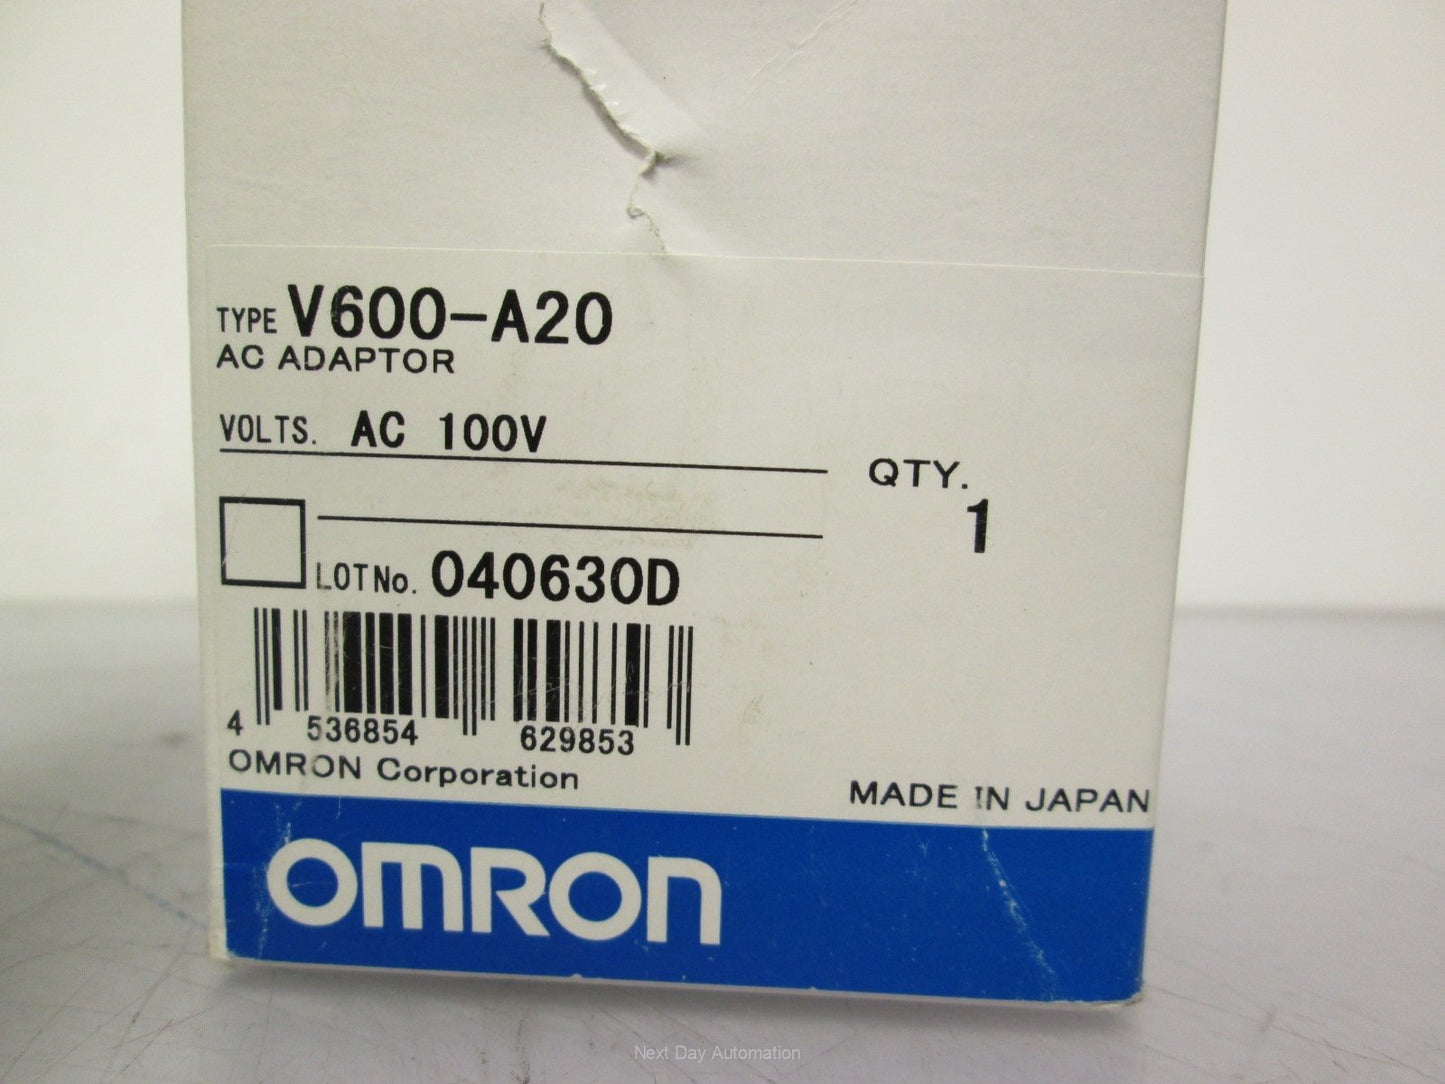 TYPE V600-A20
AC ADAPTOR
VOLTS. AC 100V
QTY.
1
LOT No. 040630D
4 536854 629853
OMRON Corporation
MADE IN JAPAN
OMRON
Next Day Automation